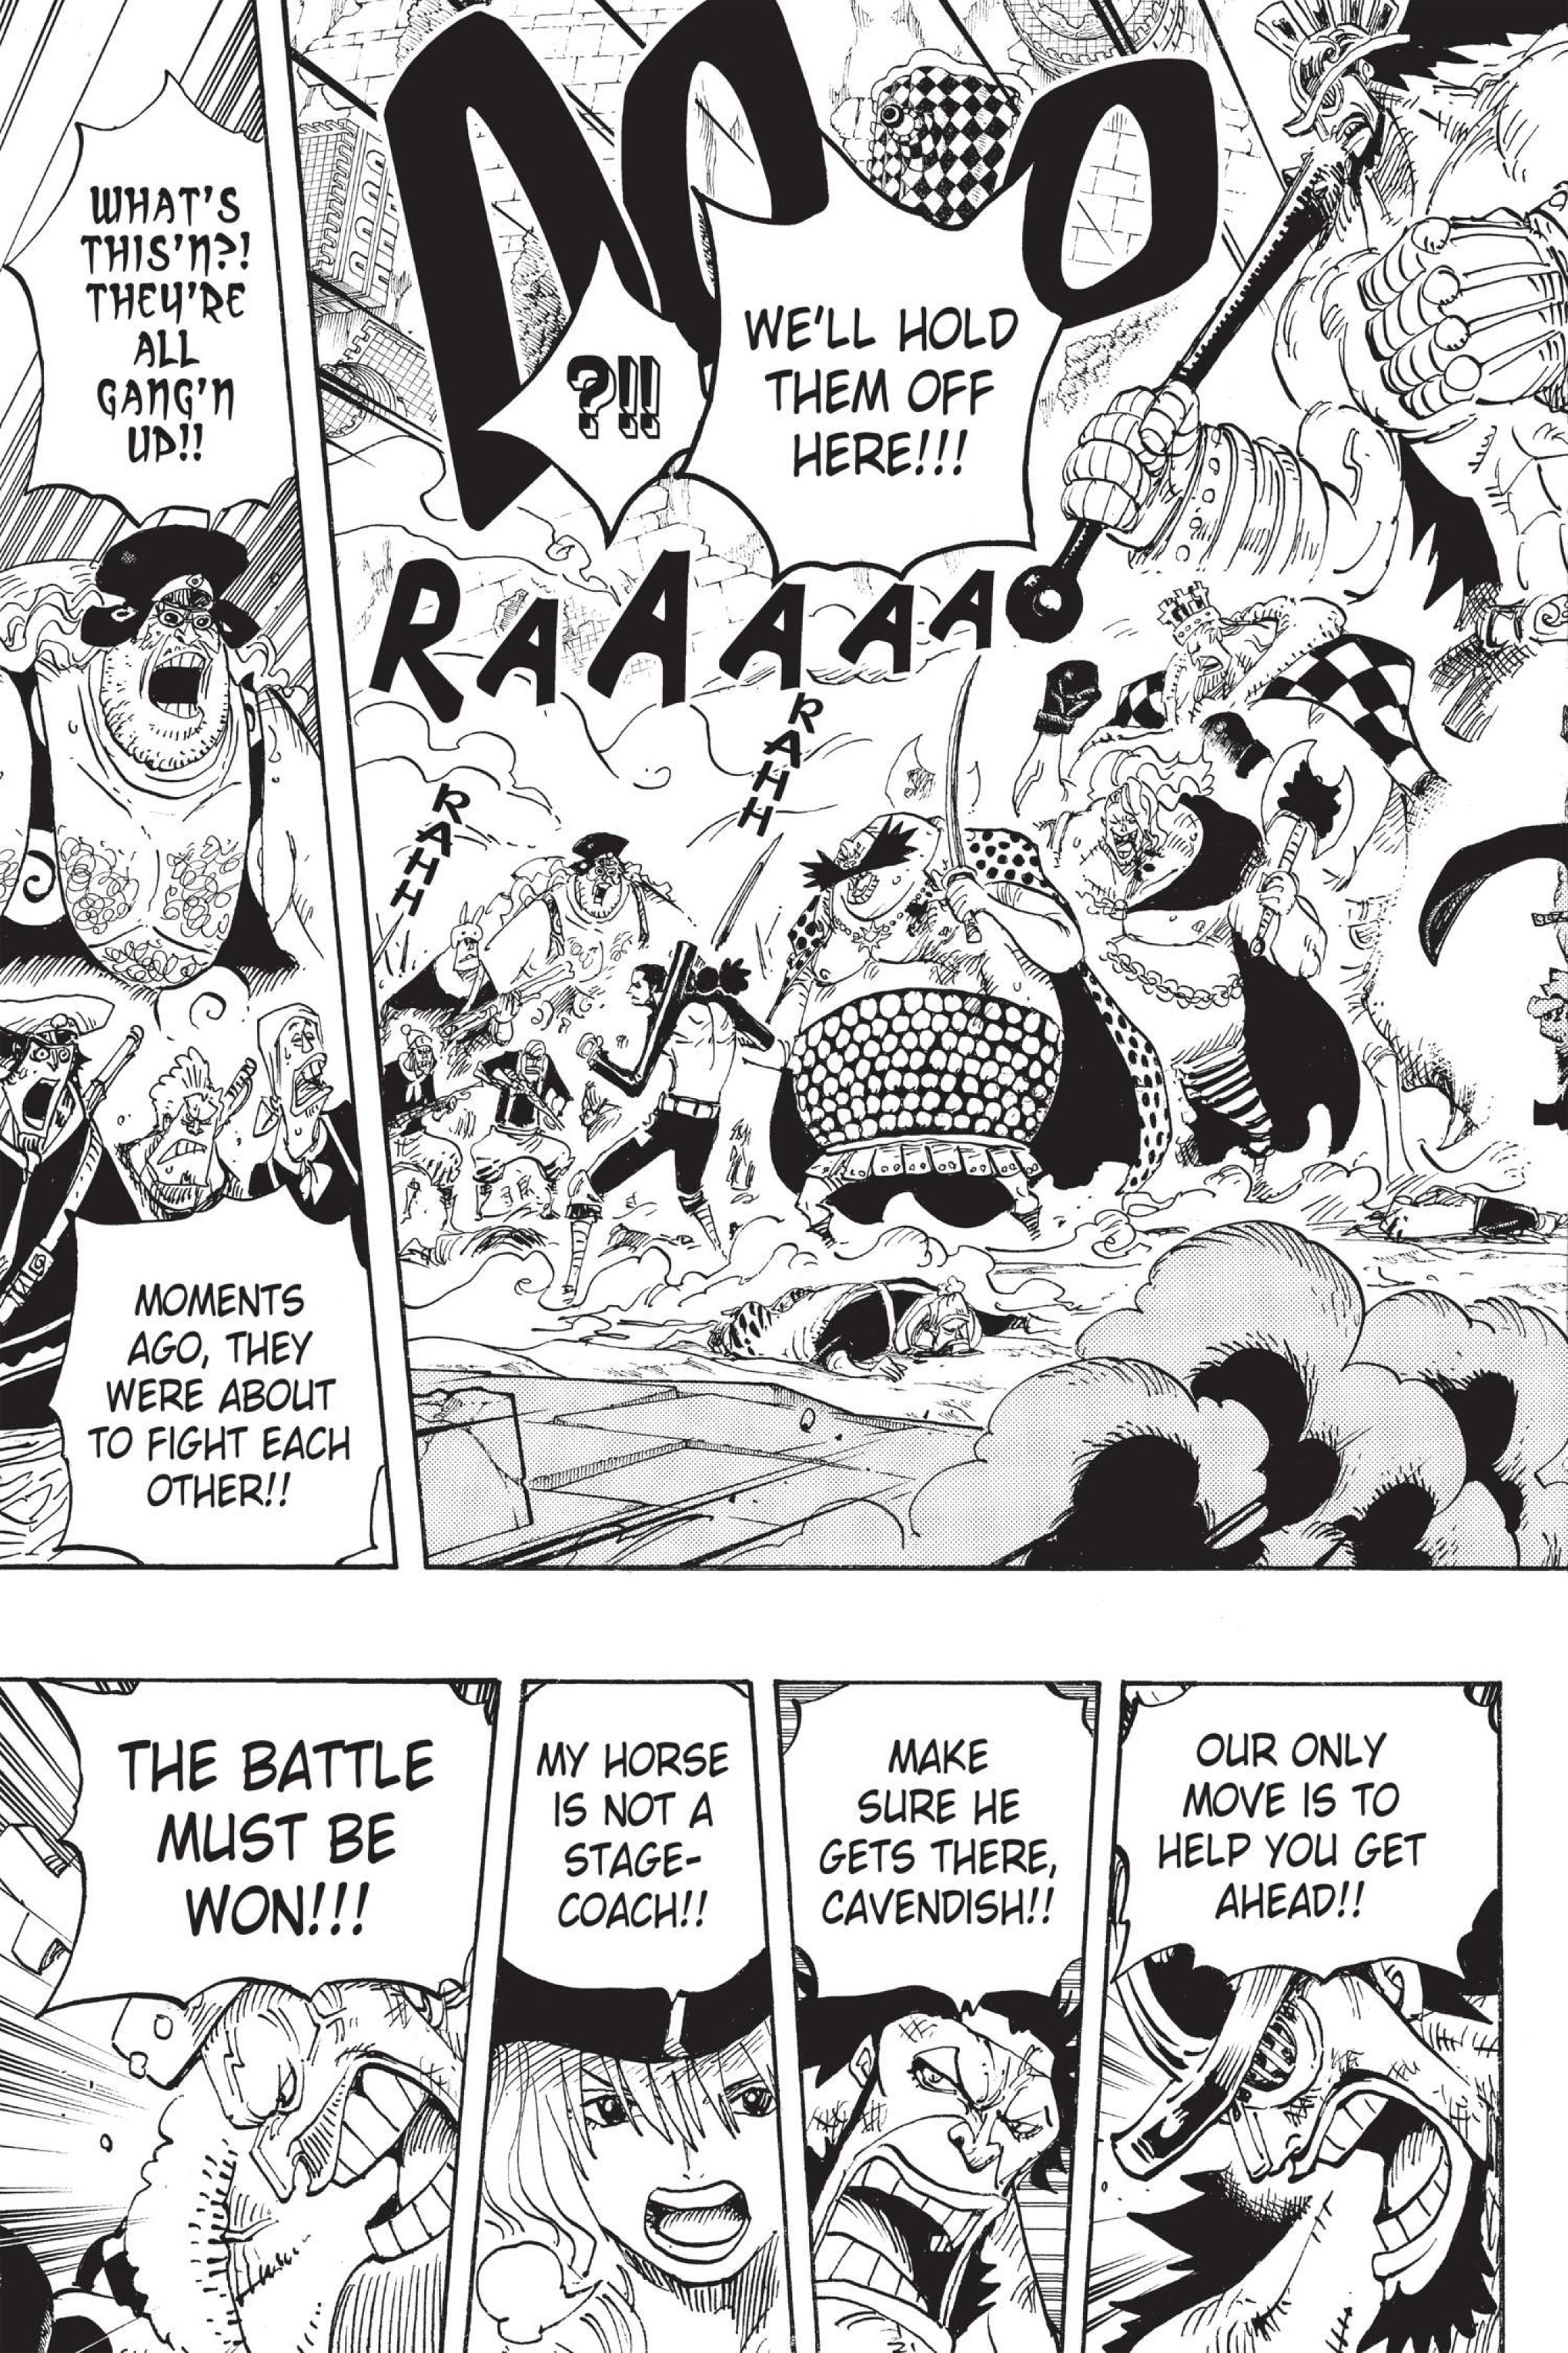 WE'LL HOLD
THEM OFF
HERE!!!
?!!
RAAAAA
RAHH
RAHH
WHAT'S
THIS'N?!
THEY'RE
ALL
GANG'N
UP!!
MOMENTS
AGO, THEY
WERE ABOUT
TO FIGHT EACH
OTHER!!
OUR ONLY
MOVE IS TO
HELP YOU GET
AHEAD!!
MAKE
SURE HE
GETS THERE,
CAVENDISH!!
MY HORSE
IS NOT A
STAGE-
COACH!!
THE BATTLE
MUST BE
WON!!!